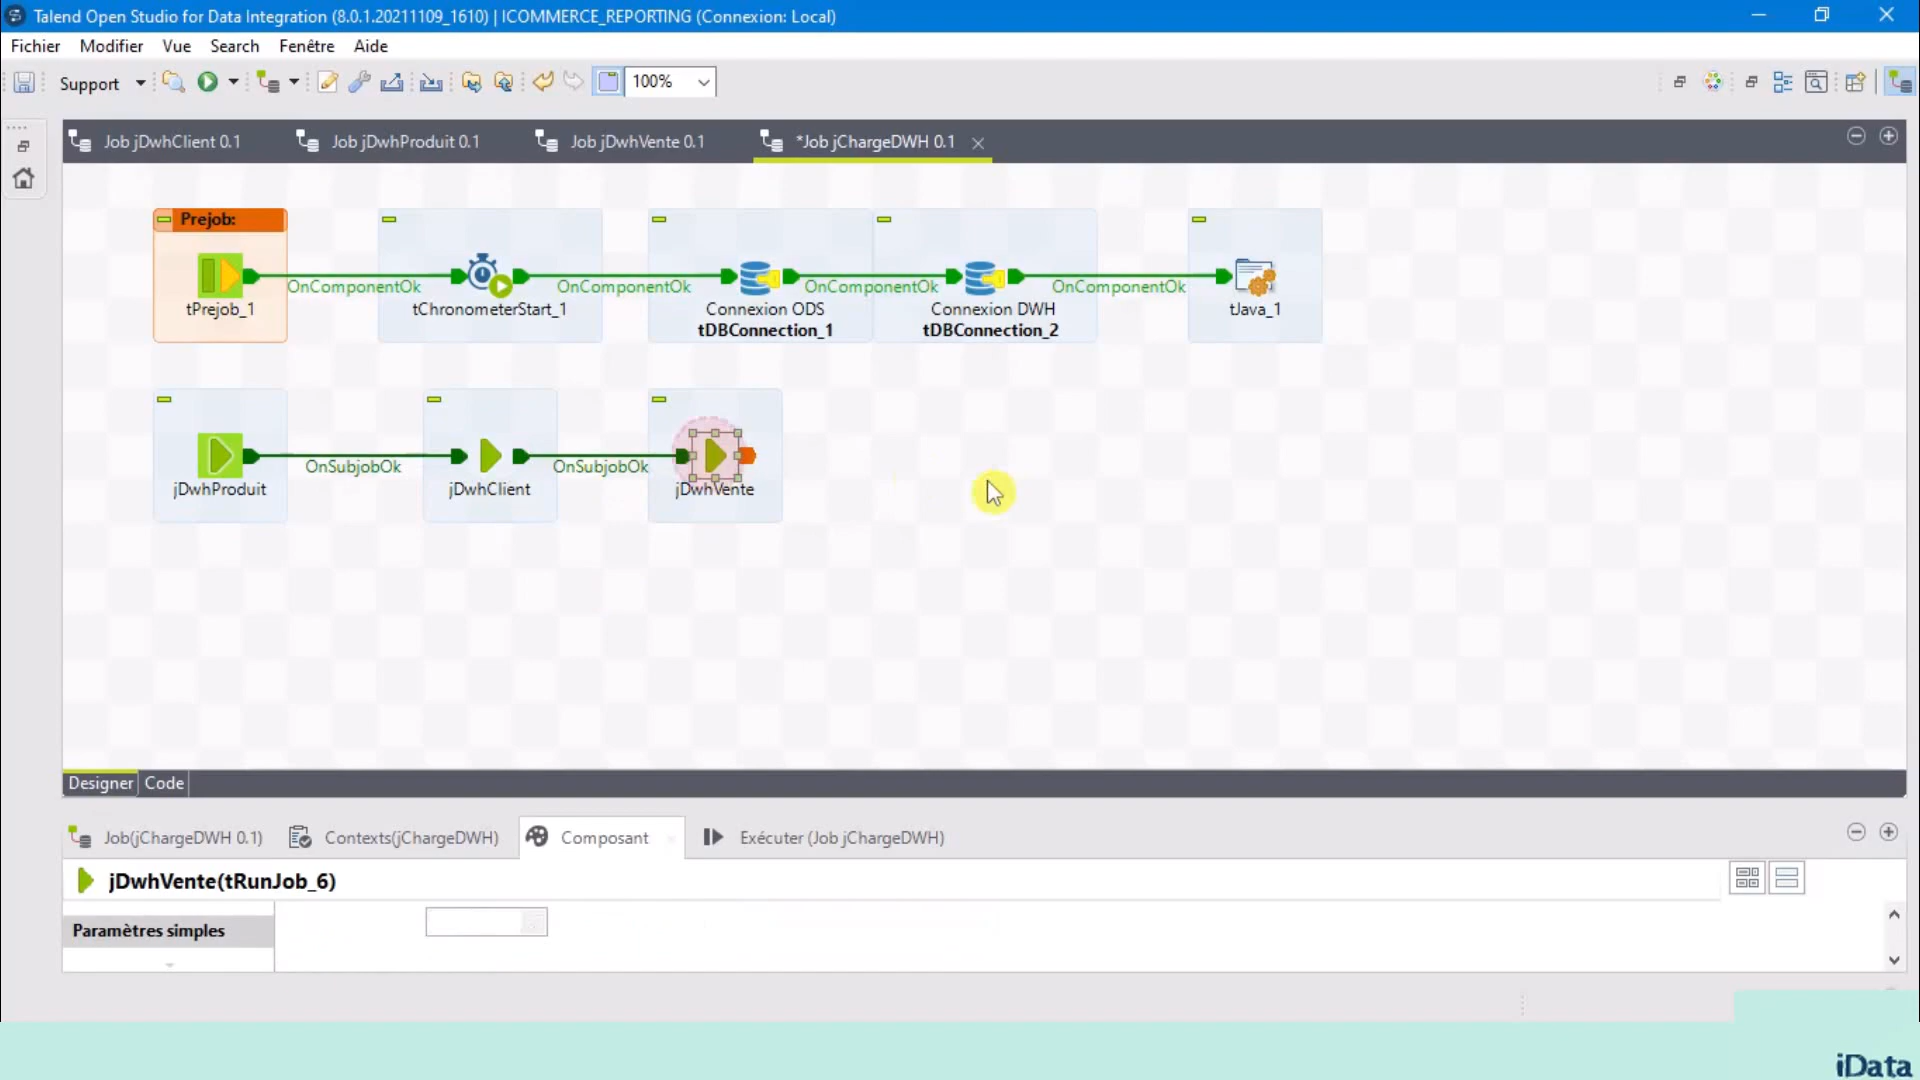 Talend Open Studio for Data Integration (8.0.1.20211109_1610) | ICOMMERCE_REPORTING (Connexion: Local)
Fichier Modifier Vue Search Fenêtre Aide
Support 100%
Job jDwhClient 0.1 Job jDwhProduit 0.1 Job jDwhVente 0.1 *Job jChargeDWH 0.1
Prejob:
OnComponentOk OnComponentOk OnComponentOk OnComponentOk
tPrejob_1 tChronometerStart_1 Connexion ODS Connexion DWH tJava_1
tDBConnection_1 tDBConnection_2
OnSubjobOk OnSubjobOk
jDwhProduit jDwhClient jDwhVente
Designer Code
Job(jChargeDWH 0.1) Contexts(jChargeDWH) Composant Exécuter (Job jChargeDWH)
jDwhVente(tRunJob_6)
Paramètres simples
iData